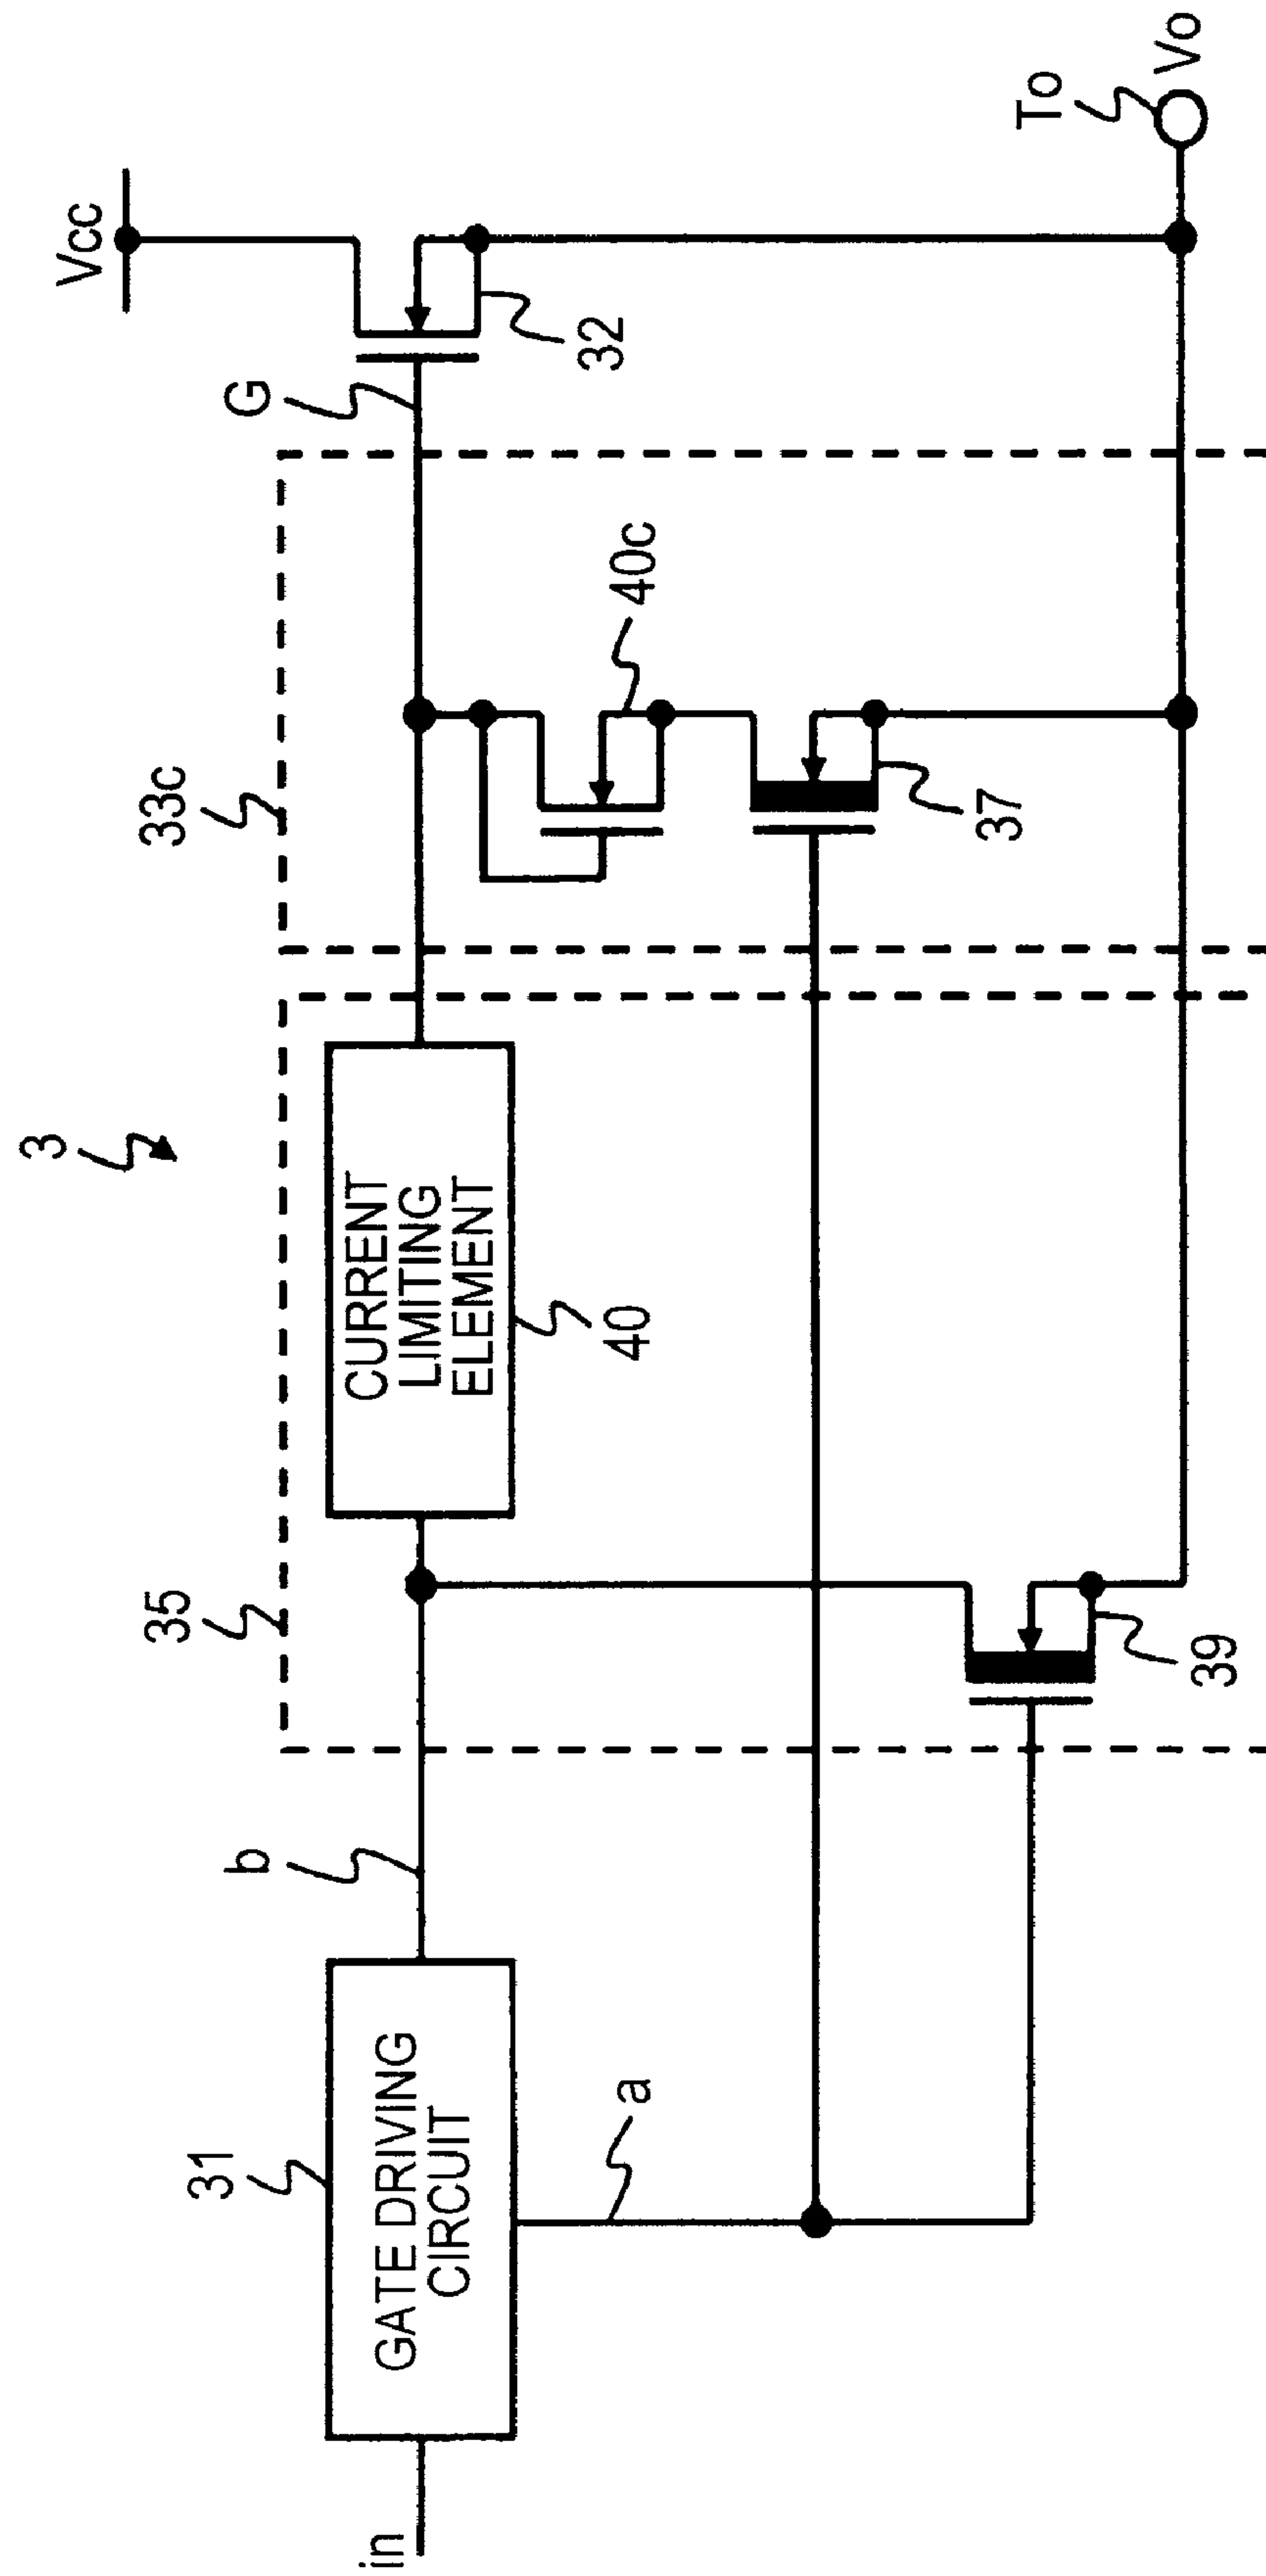 3
Vcc
33c
35
G
31
b
GATE DRIVING
CIRCUIT
CURRENT
LIMITING
ELEMENT
in
40
40c
32
a
37
39
To
Vo